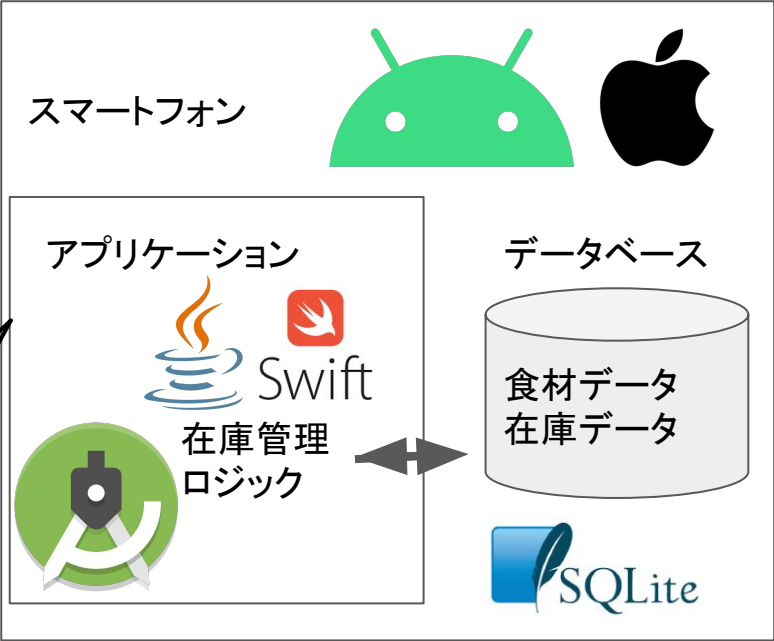 スマートフォン
アプリケーション
データベース
Swift
食材データ
在庫データ
在庫管理
ロジック
SQLite